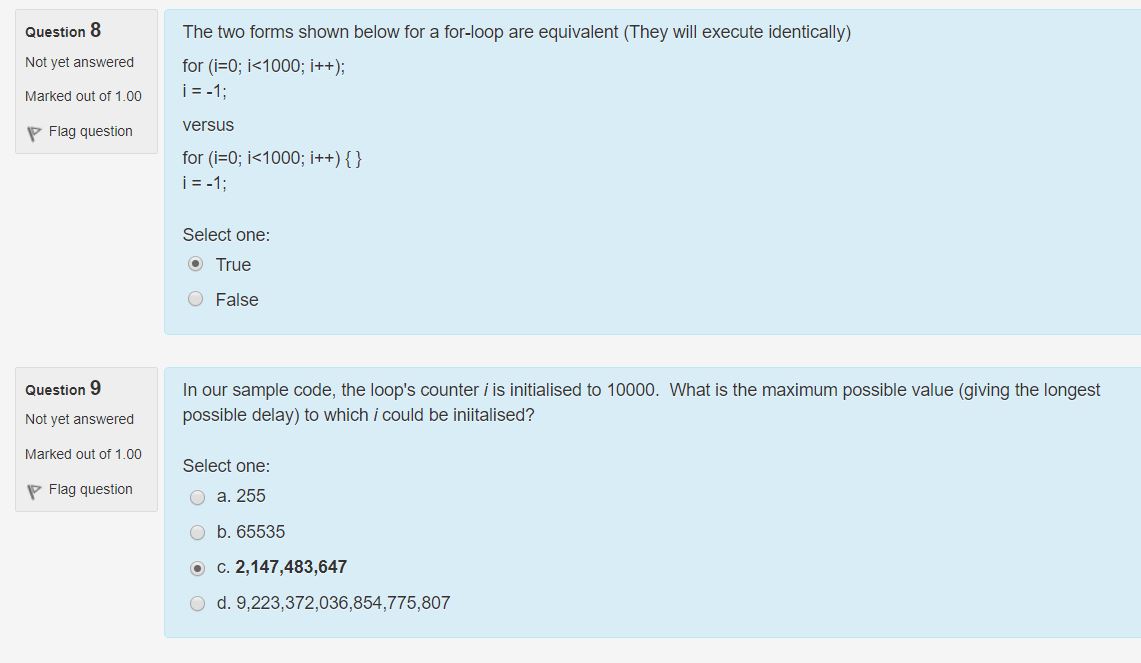 Question 8
Not yet answered
Marked out of 1.00
Flag question
The two forms shown below for a for-loop are equivalent (They will execute identically)
for (i=0; i<1000; i++);
i = -1;
versus
for (i=0; i<1000; i++) { }
i = -1;
Select one:
True
False
Question 9
Not yet answered
Marked out of 1.00
Flag question
In our sample code, the loop's counter i is initialised to 10000.  What is the maximum possible value (giving the longest
possible delay) to which i could be iniitalised?
Select one:
a. 255
b. 65535
c. 2,147,483,647
d. 9,223,372,036,854,775,807